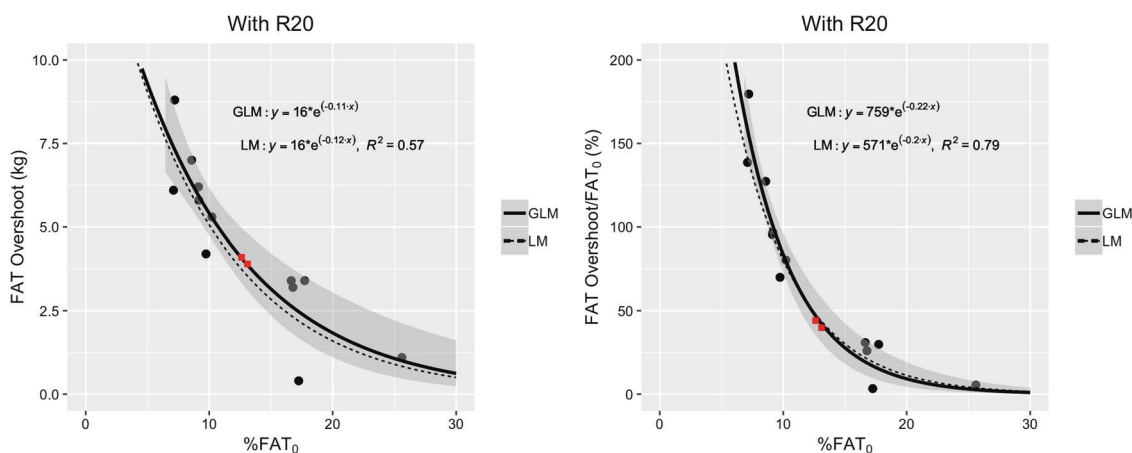 With R20
10.0
7.5
5.0
2.5
0.0
FAT Overshoot (kg)
GLM : y = 16*e^(-0.11·x)
LM : y = 16*e^(-0.12·x), R² = 0.57
0 10 20 30
%FAT₀
GLM
LM
With R20
200
150
100
50
0
FAT Overshoot/FAT₀ (%)
GLM : y = 759*e^(-0.22·x)
LM : y = 571*e^(-0.2·x), R² = 0.79
0 10 20 30
%FAT₀
GLM
LM